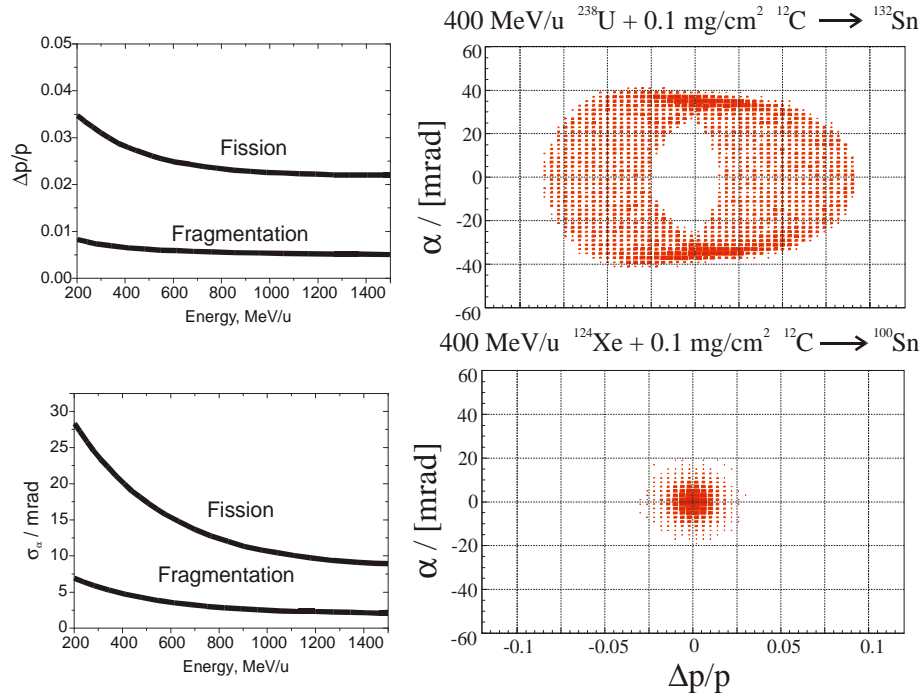 400 MeV/u ²³⁸U + 0.1 mg/cm² ¹²C → ¹³²Sn
0.05
0.04
0.03
0.02
0.01
0.00
Δp/p
Fission
Fragmentation
200 400 600 800 1000 1200 1400
Energy, MeV/u
60
40
20
0
-20
-40
-60
α / [mrad]
400 MeV/u ¹²⁴Xe + 0.1 mg/cm² ¹²C → ¹⁰⁰Sn
30
25
20
15
10
5
0
σα / mrad
Fission
Fragmentation
200 400 600 800 1000 1200 1400
Energy, MeV/u
60
40
20
0
-20
-40
-60
α / [mrad]
-0.1 -0.05 0 0.05 0.1
Δp/p